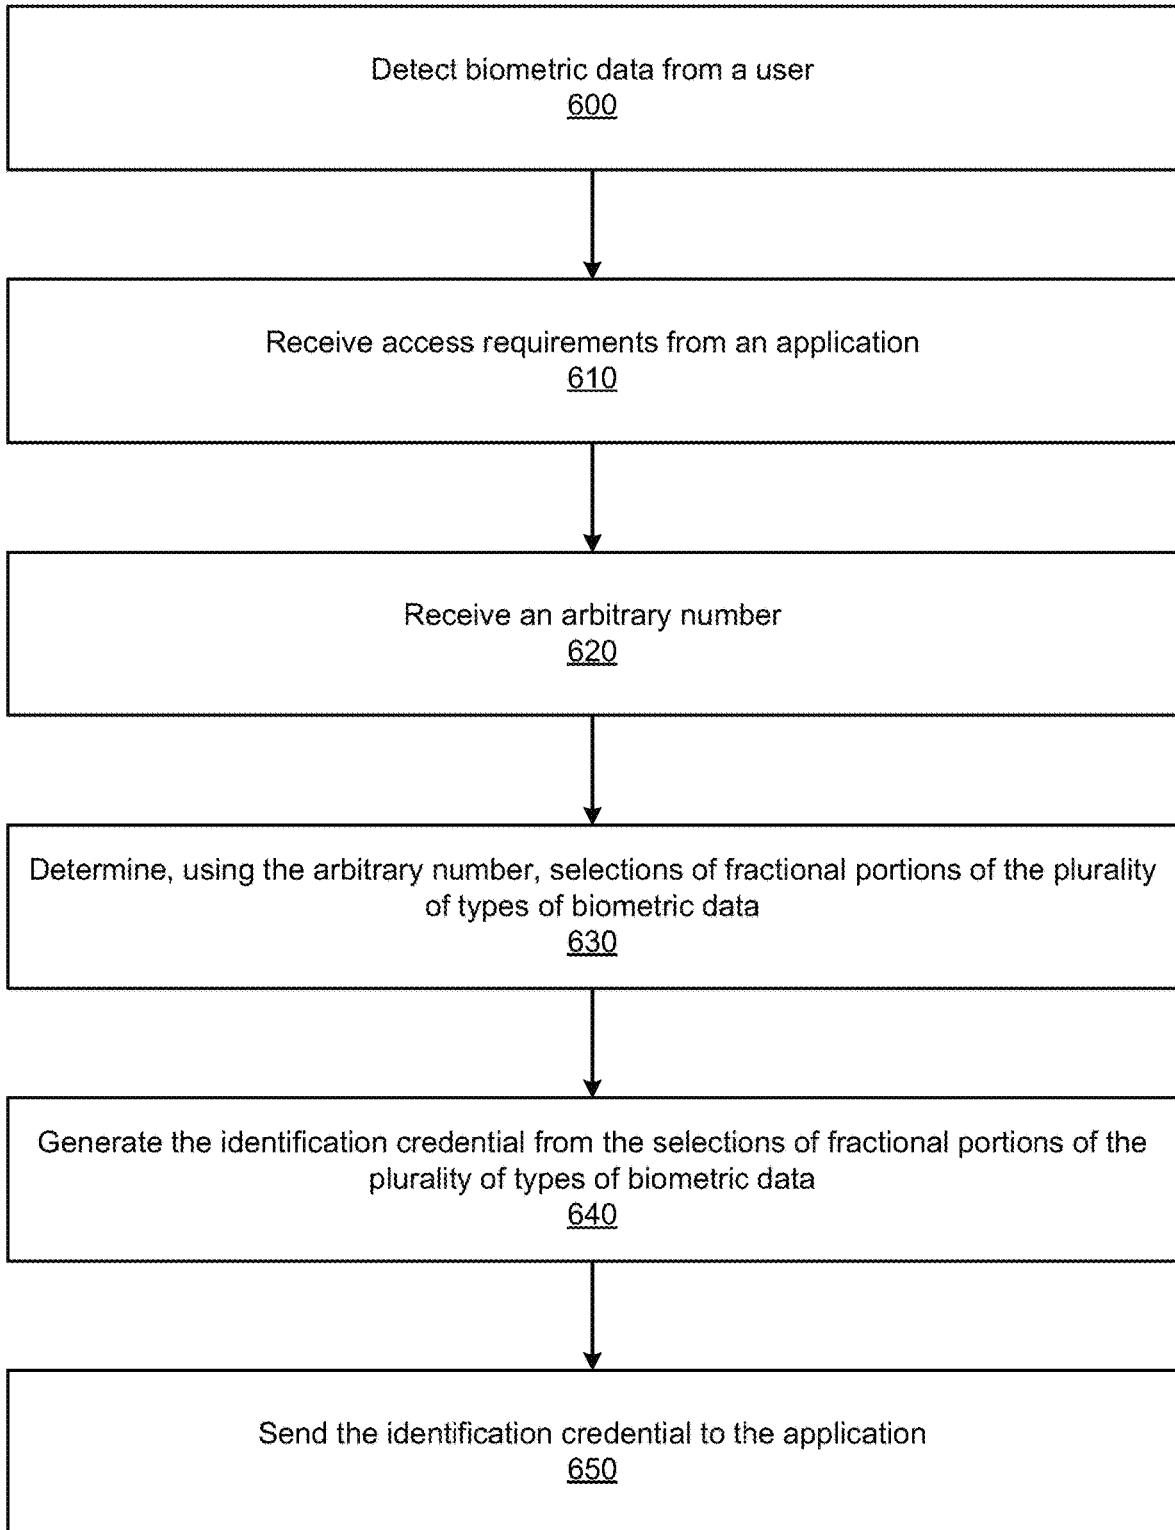 Detect biometric data from a user
600
Receive access requirements from an application
610
Receive an arbitrary number
620
Determine, using the arbitrary number, selections of fractional portions of the plurality
of types of biometric data
630
Generate the identification credential from the selections of fractional portions of the
plurality of types of biometric data
640
Send the identification credential to the application
650